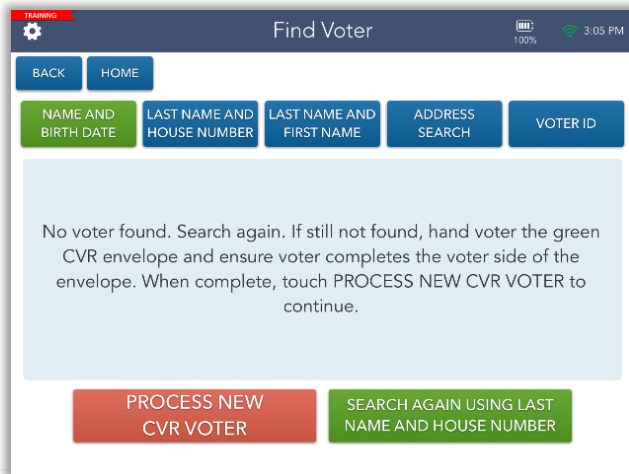 TRAINING
Find Voter
100%
3:05 PM
BACK
HOME
NAME AND
BIRTH DATE
LAST NAME AND
HOUSE NUMBER
LAST NAME AND
FIRST NAME
ADDRESS
SEARCH
VOTER ID
No voter found. Search again. If still not found, hand voter the green
CVR envelope and ensure voter completes the voter side of the
envelope. When complete, touch PROCESS NEW CVR VOTER to
continue.
PROCESS NEW
CVR VOTER
SEARCH AGAIN USING LAST
NAME AND HOUSE NUMBER